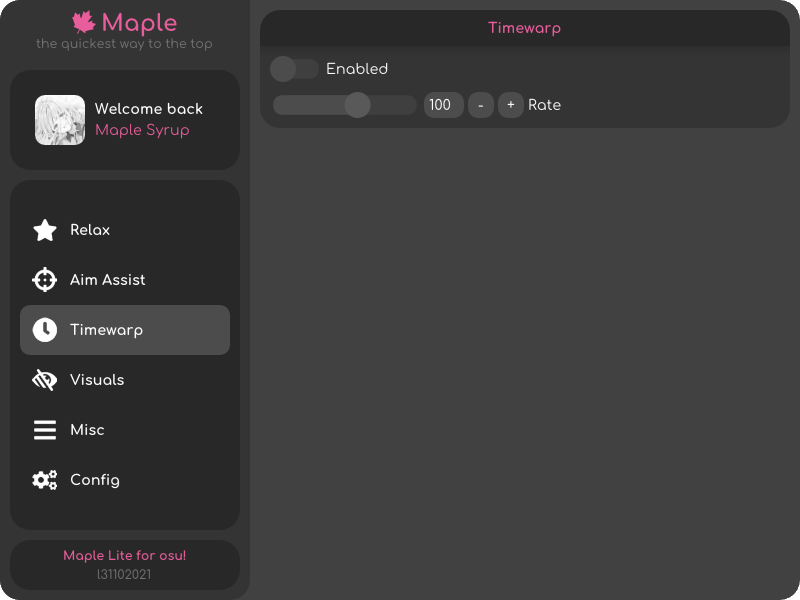 Maple
the quickest way to the top
Welcome back
Maple Syrup
Relax
Aim Assist
Timewarp
Visuals
Misc
Config
Maple Lite for osu!
l31102021
Timewarp
Enabled
100 - + Rate